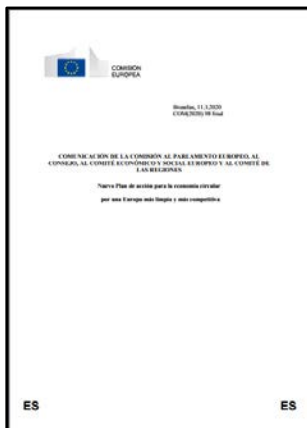 COMISIÓN
EUROPEA
Bruselas, 11.3.2020
COM(2020) 98 final
COMUNICACIÓN DE LA COMISIÓN AL PARLAMENTO EUROPEO, AL
CONSEJO, AL COMITÉ ECONÓMICO Y SOCIAL EUROPEO Y AL COMITÉ DE
LAS REGIONES
Nuevo Plan de acción para la economía circular
por una Europa más limpia y más competitiva
ES
ES